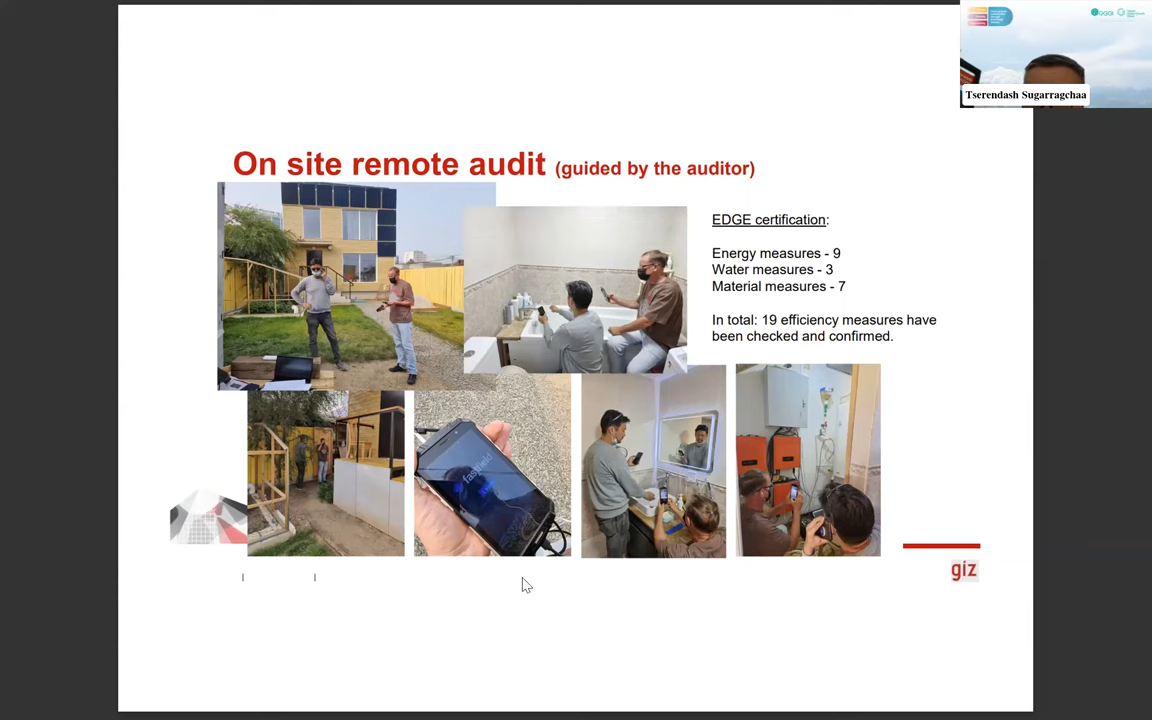 Tserendash Sugarragchaa
On site remote audit (guided by the auditor)
EDGE certification:
Energy measures - 9
Water measures - 3
Material measures - 7
In total: 19 efficiency measures have
been checked and confirmed.
fastfield
giz